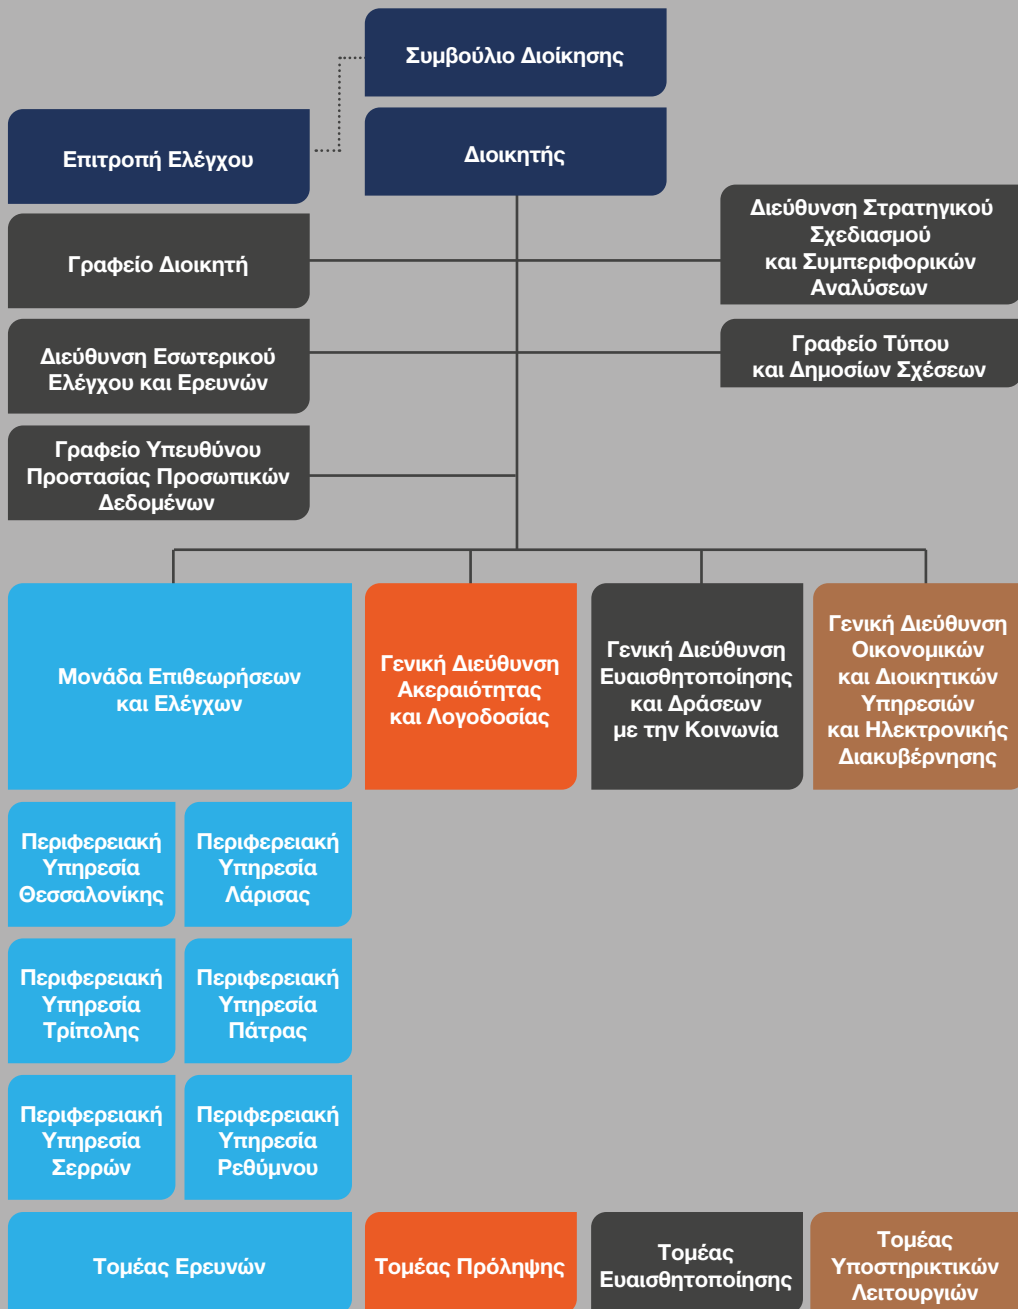 Συμβούλιο Διοίκησης
Επιτροπή Ελέγχου
Διοικητής
Γραφείο Διοικητή
Διεύθυνση Στρατηγικού
Σχεδιασμού
και Συμπεριφορικών
Αναλύσεων
Διεύθυνση Εσωτερικού
Ελέγχου και Ερευνών
Γραφείο Τύπου
και Δημοσίων Σχέσεων
Γραφείο Υπευθύνου
Προστασίας Προσωπικών
Δεδομένων
Μονάδα Επιθεωρήσεων
και Ελέγχων
Γενική Διεύθυνση
Ακεραιότητας
και Λογοδοσίας
Γενική Διεύθυνση
Ευαισθητοποίησης
και Δράσεων
με την Κοινωνία
Γενική Διεύθυνση
Οικονομικών
και Διοικητικών
Υπηρεσιών
και Ηλεκτρονικής
Διακυβέρνησης
Περιφερειακή
Υπηρεσία
Θεσσαλονίκης
Περιφερειακή
Υπηρεσία
Λάρισας
Περιφερειακή
Υπηρεσία
Τρίπολης
Περιφερειακή
Υπηρεσία
Πάτρας
Περιφερειακή
Υπηρεσία
Σερρών
Περιφερειακή
Υπηρεσία
Ρεθύμνου
Τομέας Ερευνών
Τομέας Πρόληψης
Τομέας
Ευαισθητοποίησης
Τομέας
Υποστηρικτικών
Λειτουργιών